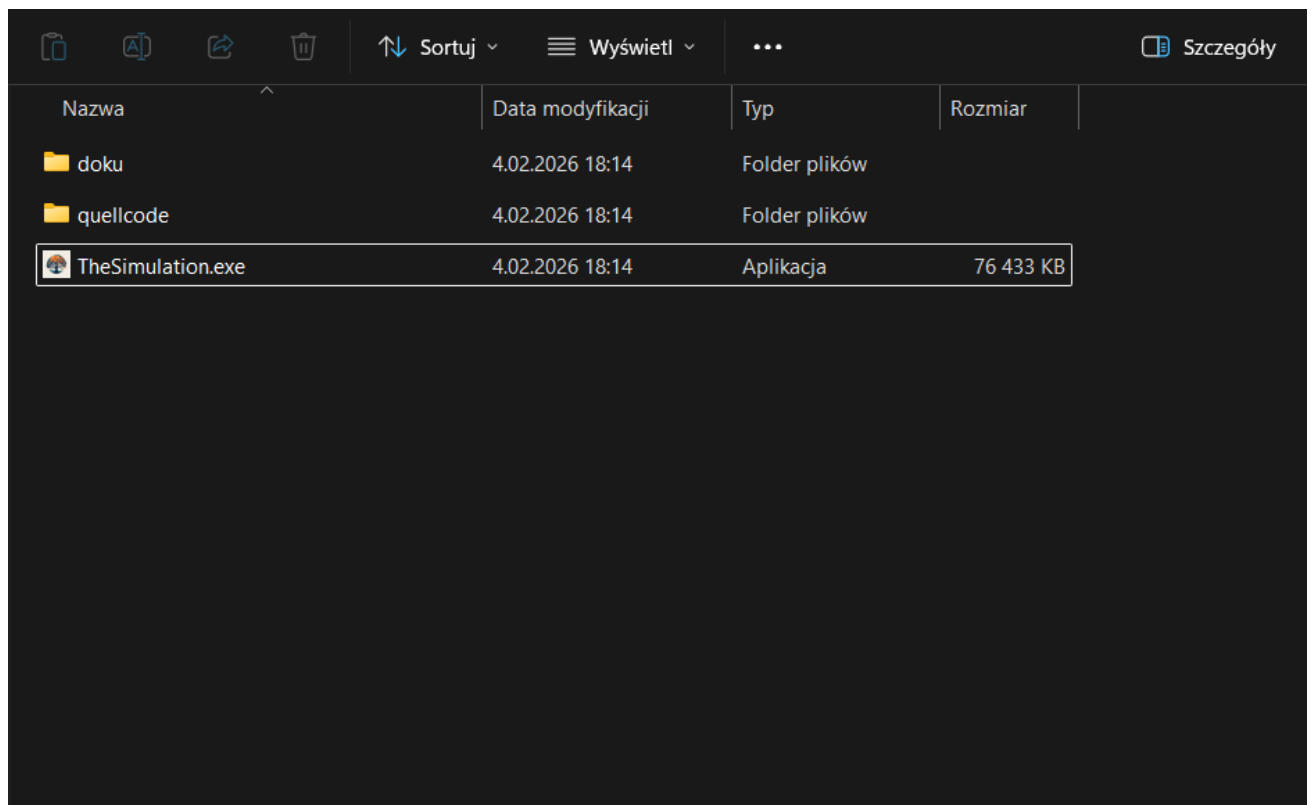 Sortuj Wyświetl Szczegóły
Nazwa Data modyfikacji Typ Rozmiar
doku 4.02.2026 18:14 Folder plików
quellcode 4.02.2026 18:14 Folder plików
TheSimulation.exe 4.02.2026 18:14 Aplikacja 76 433 KB